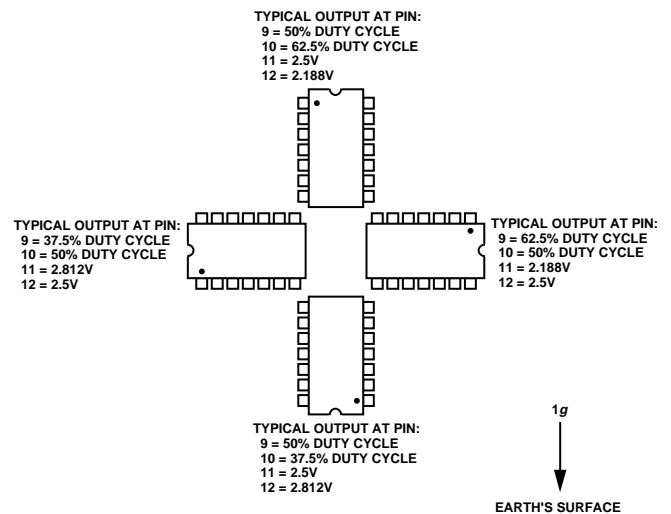 TYPICAL OUTPUT AT PIN:
9 = 50% DUTY CYCLE
10 = 62.5% DUTY CYCLE
11 = 2.5V
12 = 2.188V
TYPICAL OUTPUT AT PIN:
9 = 37.5% DUTY CYCLE
10 = 50% DUTY CYCLE
11 = 2.812V
12 = 2.5V
TYPICAL OUTPUT AT PIN:
9 = 62.5% DUTY CYCLE
10 = 50% DUTY CYCLE
11 = 2.188V
12 = 2.5V
TYPICAL OUTPUT AT PIN:
9 = 50% DUTY CYCLE
10 = 37.5% DUTY CYCLE
11 = 2.5V
12 = 2.812V
1g
EARTH'S SURFACE